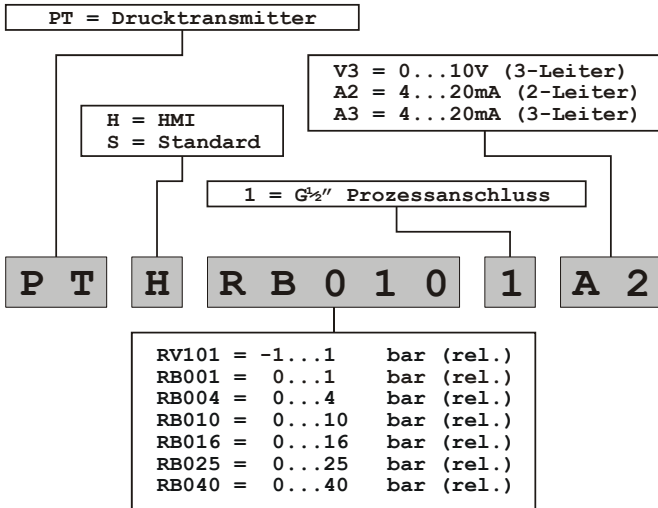 PT = Drucktransmitter
V3 = 0...10V (3-Leiter)
A2 = 4...20mA (2-Leiter)
A3 = 4...20mA (3-Leiter)
H = HMI
S = Standard
1 = G½" Prozessanschluss
P T H R B 0 1 0 1 A 2
RV101 = -1...1 bar (rel.)
RB001 = 0...1 bar (rel.)
RB004 = 0...4 bar (rel.)
RB010 = 0...10 bar (rel.)
RB016 = 0...16 bar (rel.)
RB025 = 0...25 bar (rel.)
RB040 = 0...40 bar (rel.)